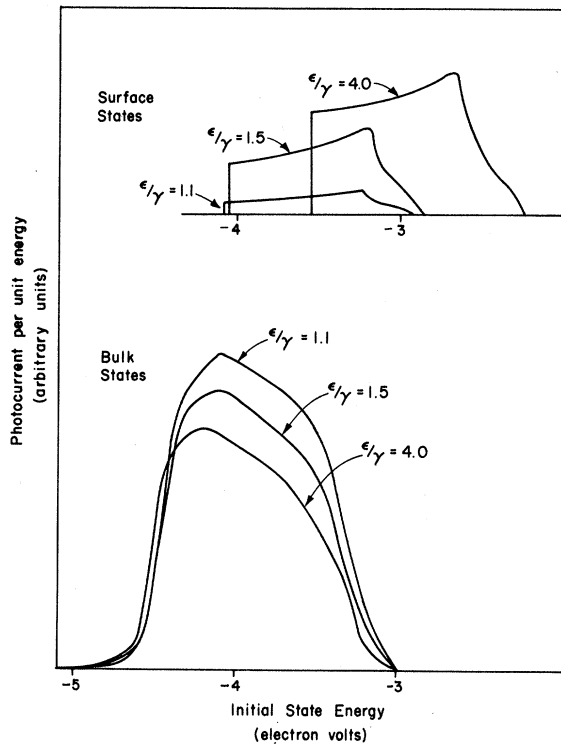 Surface
States
ϵ/γ = 4.0
ϵ/γ = 1.5
ϵ/γ = 1.1
-4
-3
Photocurrent per unit energy
(arbitrary units)
Bulk
States
ϵ/γ = 1.1
ϵ/γ = 1.5
ϵ/γ = 4.0
-5
-4
-3
Initial State Energy
(electron volts)